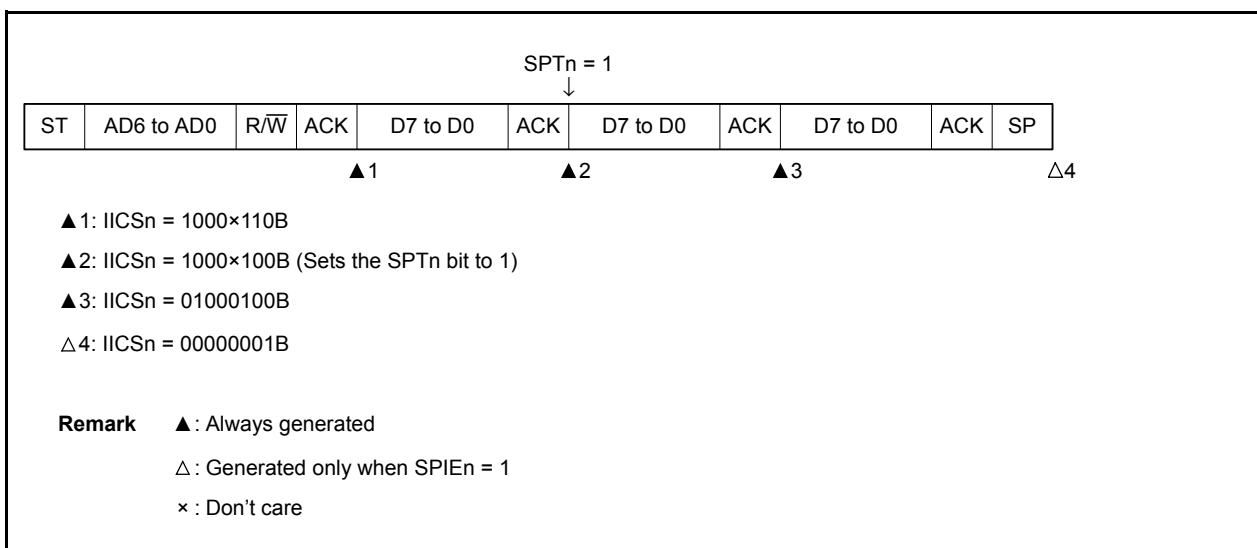 SPTn = 1
↓
ST AD6 to AD0 R/W̅ ACK D7 to D0 ACK D7 to D0 ACK D7 to D0 ACK SP
▲1 ▲2 ▲3 △4
▲1: IICSn = 1000×110B
▲2: IICSn = 1000×100B (Sets the SPTn bit to 1)
▲3: IICSn = 01000100B
△4: IICSn = 00000001B
Remark ▲: Always generated
△: Generated only when SPIEn = 1
× : Don't care